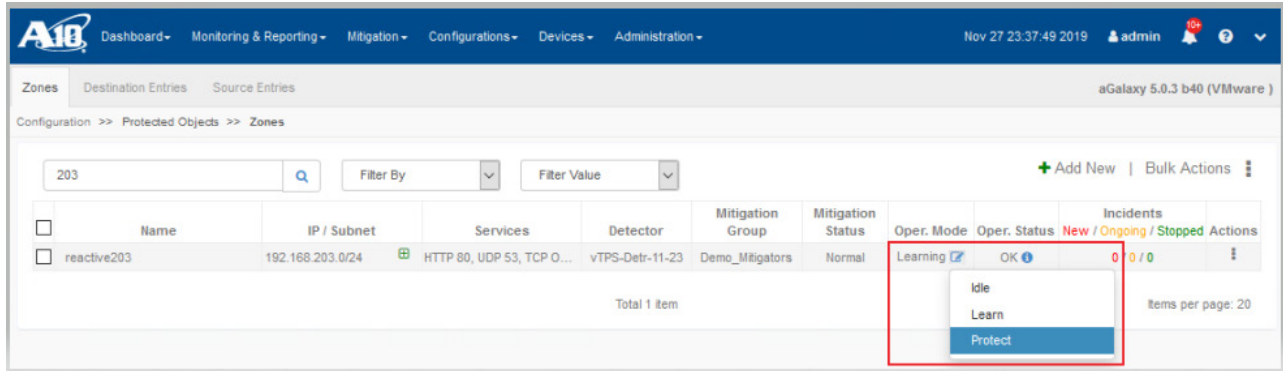 A10 Dashboard Monitoring & Reporting Mitigation Configurations Devices Administration Nov 27 23:37:49 2019 admin 10+
Zones Destination Entries Source Entries aGalaxy 5.0.3 b40 (VMware )
Configuration >> Protected Objects >> Zones
203 Filter By Filter Value Add New | Bulk Actions
Name IP / Subnet Services Detector Mitigation Group Mitigation Status Oper. Mode Oper. Status Incidents New / Ongoing / Stopped Actions
reactive203 192.168.203.0/24 HTTP 80, UDP 53, TCP O... vTPS-Detr-11-23 Demo_Mitigators Normal Learning OK 0 / 0 / 0
Idle
Total 1 item Items per page: 20
Learn
Protect